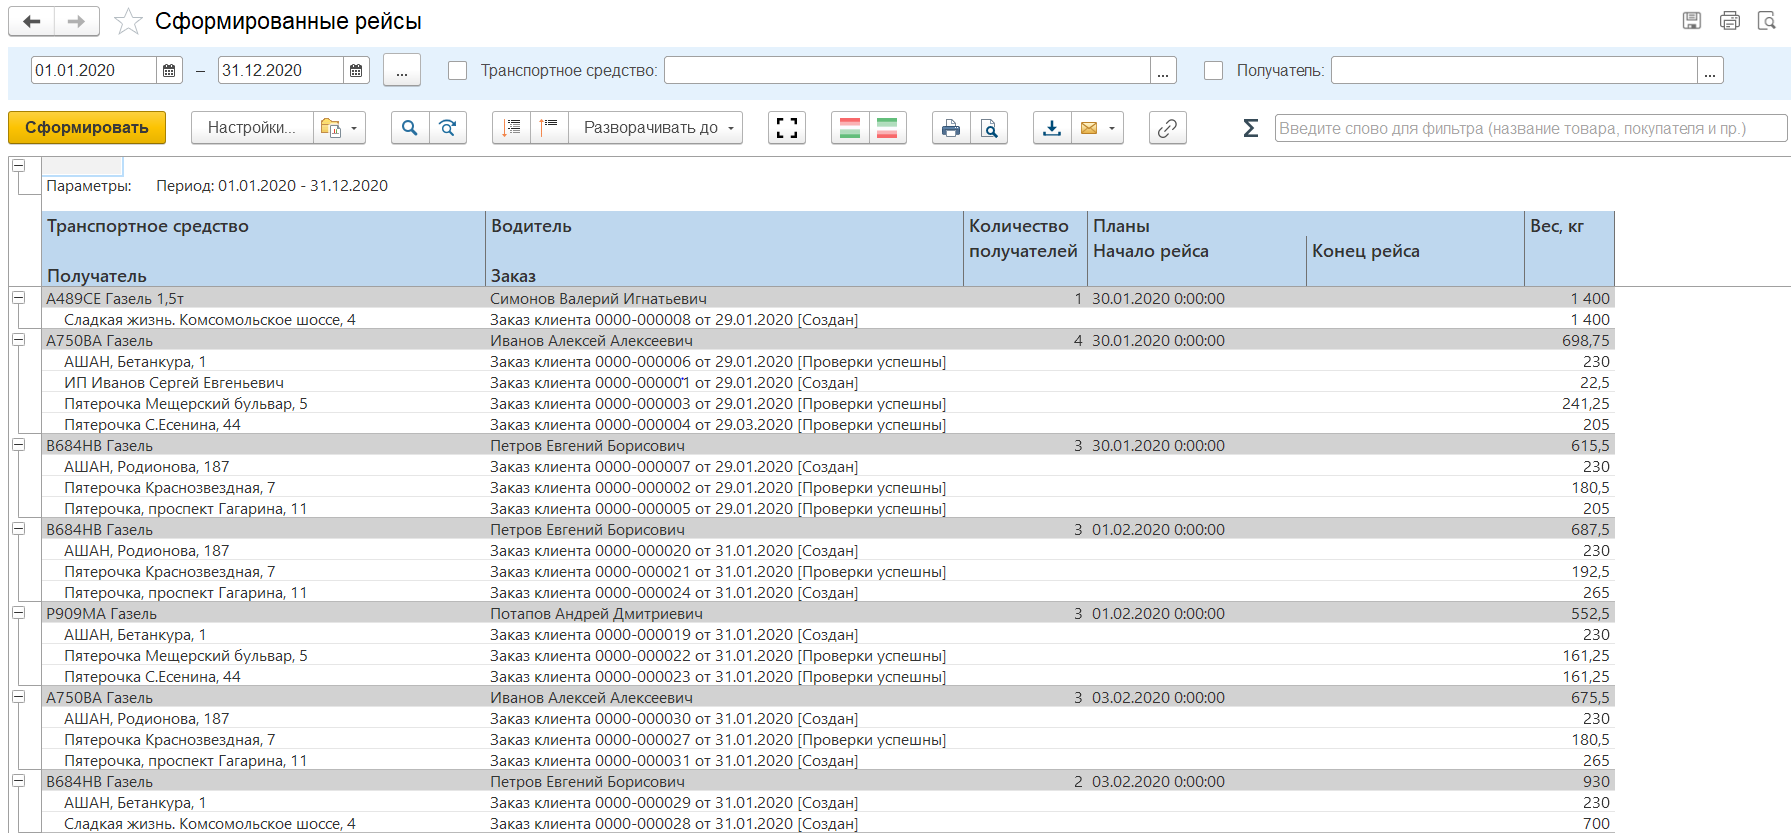 Сформированные рейсы
01.01.2020 – 31.12.2020 ... Транспортное средство: ... Получатель: ...
Сформировать Настройки... Разворачивать до Σ Введите слово для фильтра (название товара, покупателя и пр.)
Параметры: Период: 01.01.2020 - 31.12.2020
Транспортное средство Водитель Количество Планы Вес, кг
получателей Начало рейса Конец рейса
Получатель Заказ
А489СЕ Газель 1,5т Симонов Валерий Игнатьевич 1 30.01.2020 0:00:00 1 400
Сладкая жизнь. Комсомольское шоссе, 4 Заказ клиента 0000-000008 от 29.01.2020 [Создан] 1 400
А750ВА Газель Иванов Алексей Алексеевич 4 30.01.2020 0:00:00 698,75
АШАН, Бетанкура, 1 Заказ клиента 0000-000006 от 29.01.2020 [Проверки успешны] 230
ИП Иванов Сергей Евгеньевич Заказ клиента 0000-000001 от 29.01.2020 [Создан] 22,5
Пятерочка Мещерский бульвар, 5 Заказ клиента 0000-000003 от 29.01.2020 [Проверки успешны] 241,25
Пятерочка С.Есенина, 44 Заказ клиента 0000-000004 от 29.03.2020 [Проверки успешны] 205
В684НВ Газель Петров Евгений Борисович 3 30.01.2020 0:00:00 615,5
АШАН, Родионова, 187 Заказ клиента 0000-000007 от 29.01.2020 [Создан] 230
Пятерочка Краснозвездная, 7 Заказ клиента 0000-000002 от 29.01.2020 [Проверки успешны] 180,5
Пятерочка, проспект Гагарина, 11 Заказ клиента 0000-000005 от 29.01.2020 [Проверки успешны] 205
В684НВ Газель Петров Евгений Борисович 3 01.02.2020 0:00:00 687,5
АШАН, Родионова, 187 Заказ клиента 0000-000020 от 31.01.2020 [Создан] 230
Пятерочка Краснозвездная, 7 Заказ клиента 0000-000021 от 31.01.2020 [Проверки успешны] 192,5
Пятерочка, проспект Гагарина, 11 Заказ клиента 0000-000024 от 31.01.2020 [Создан] 265
Р909МА Газель Потапов Андрей Дмитриевич 3 01.02.2020 0:00:00 552,5
АШАН, Бетанкура, 1 Заказ клиента 0000-000019 от 31.01.2020 [Создан] 230
Пятерочка Мещерский бульвар, 5 Заказ клиента 0000-000022 от 31.01.2020 [Проверки успешны] 161,25
Пятерочка С.Есенина, 44 Заказ клиента 0000-000023 от 31.01.2020 [Проверки успешны] 161,25
А750ВА Газель Иванов Алексей Алексеевич 3 03.02.2020 0:00:00 675,5
АШАН, Родионова, 187 Заказ клиента 0000-000030 от 31.01.2020 [Создан] 230
Пятерочка Краснозвездная, 7 Заказ клиента 0000-000027 от 31.01.2020 [Проверки успешны] 180,5
Пятерочка, проспект Гагарина, 11 Заказ клиента 0000-000031 от 31.01.2020 [Создан] 265
В684НВ Газель Петров Евгений Борисович 2 03.02.2020 0:00:00 930
АШАН, Бетанкура, 1 Заказ клиента 0000-000029 от 31.01.2020 [Создан] 230
Сладкая жизнь. Комсомольское шоссе, 4 Заказ клиента 0000-000028 от 31.01.2020 [Создан] 700